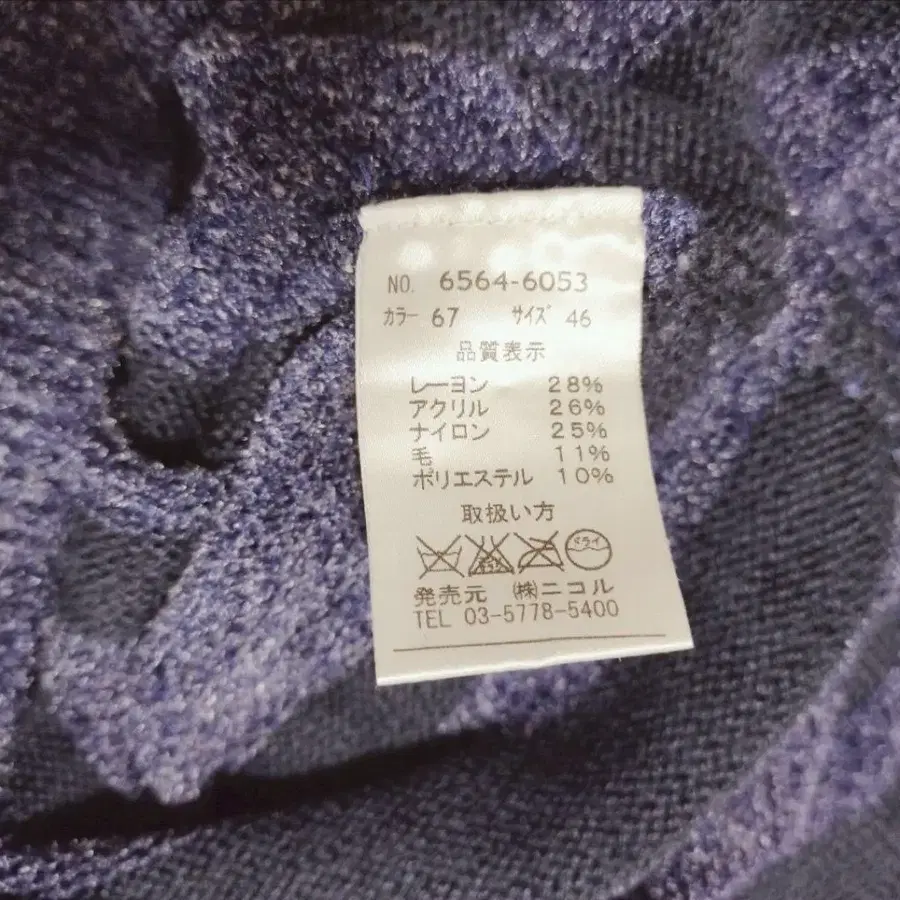 NO. 6564-6053
カラー 67 サイズ 46
品質表示
レーヨン 28%
アクリル 26%
ナイロン 25%
毛 11%
ポリエステル 10%
取扱い方
ドライ
発売元 ㈱ニコル
TEL 03-5778-5400